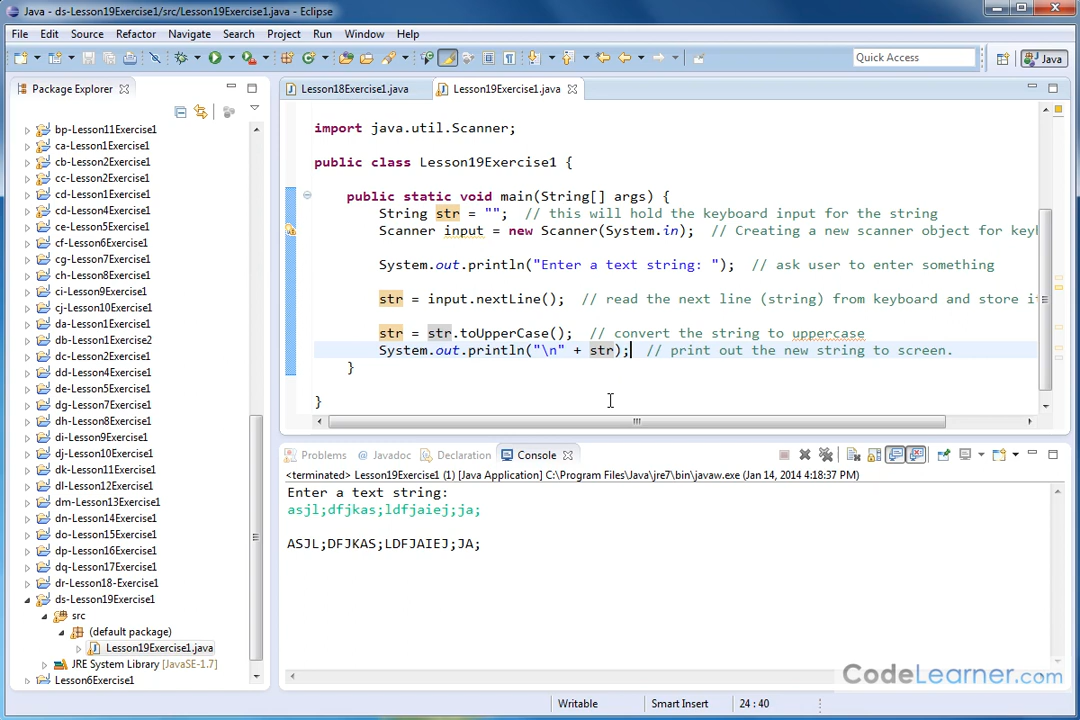 Java - ds-Lesson19Exercise1/src/Lesson19Exercise1.java - Eclipse
File Edit Source Refactor Navigate Search Project Run Window Help
Quick Access Java
Package Explorer
bp-Lesson11Exercise1
ca-Lesson1Exercise1
cb-Lesson2Exercise1
cc-Lesson2Exercise2
cd-Lesson1Exercise1
cd-Lesson4Exercise1
ce-Lesson5Exercise1
cf-Lesson6Exercise1
cg-Lesson7Exercise1
ch-Lesson8Exercise1
ci-Lesson9Exercise1
cj-Lesson10Exercise1
da-Lesson1Exercise1
db-Lesson1Exercise2
dc-Lesson2Exercise1
dd-Lesson4Exercise1
de-Lesson5Exercise1
dg-Lesson7Exercise1
dh-Lesson8Exercise1
di-Lesson9Exercise1
dj-Lesson10Exercise1
dk-Lesson11Exercise1
dl-Lesson12Exercise1
dm-Lesson13Exercise1
dn-Lesson14Exercise1
do-Lesson15Exercise1
dp-Lesson16Exercise1
dq-Lesson17Exercise1
dr-Lesson18-Exercise1
ds-Lesson19Exercise1
src
(default package)
Lesson19Exercise1.java
JRE System Library [JavaSE-1.7]
Lesson6Exercise1
Lesson18Exercise1.java Lesson19Exercise1.java
import java.util.Scanner;
public class Lesson19Exercise1 {
public static void main(String[] args) {
String str = ""; // this will hold the keyboard input for the string
Scanner input = new Scanner(System.in); // Creating a new scanner object for keyb
System.out.println("Enter a text string: "); // ask user to enter something
str = input.nextLine(); // read the next line (string) from keyboard and store it
str = str.toUpperCase(); // convert the string to uppercase
System.out.println("\n" + str); // print out the new string to screen.
}
}
Problems Javadoc Declaration Console
<terminated> Lesson19Exercise1 (1) [Java Application] C:\Program Files\Java\jre7\bin\javaw.exe (Jan 14, 2014 4:18:37 PM)
Enter a text string:
asjl;dfjkas;ldfjaiej;ja;
ASJL;DFJKAS;LDFJAIEJ;JA;
CodeLearner.com
Writable Smart Insert 24 : 40